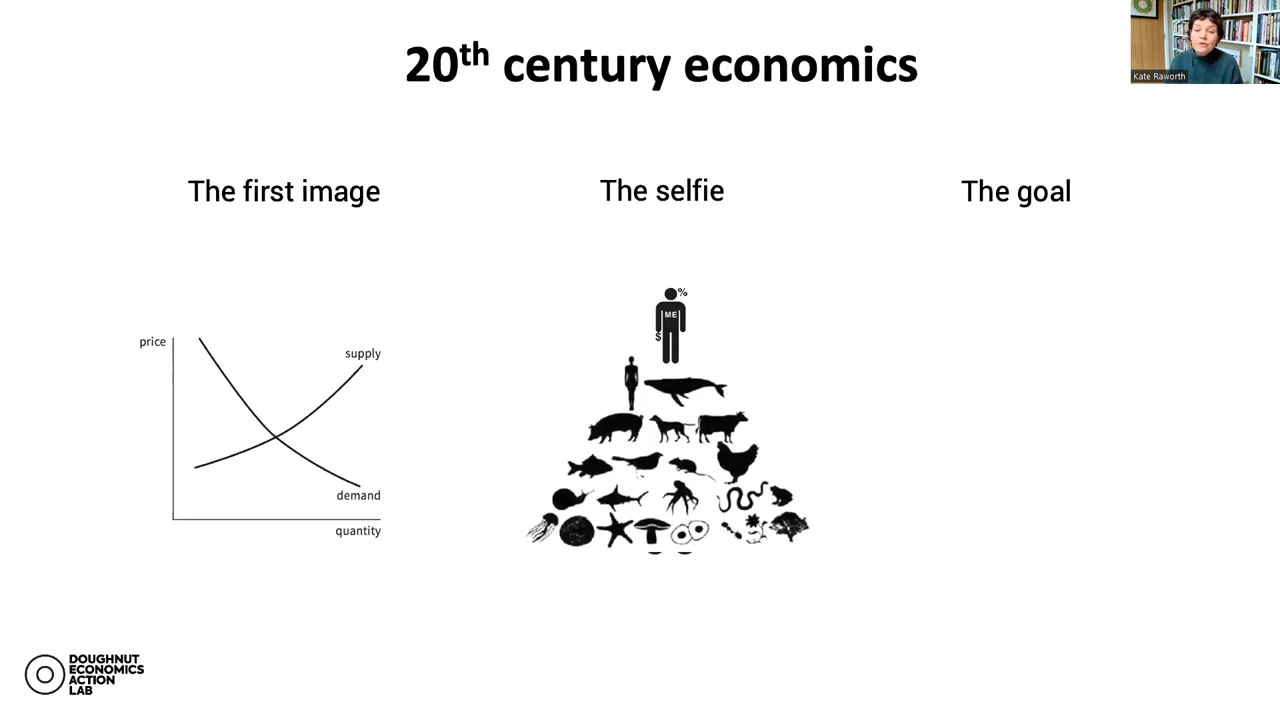 20th century economics
Kate Raworth
The first image
The selfie
The goal
%
ME
$
price
supply
demand
quantity
DOUGHNUT
ECONOMICS
ACTION
LAB